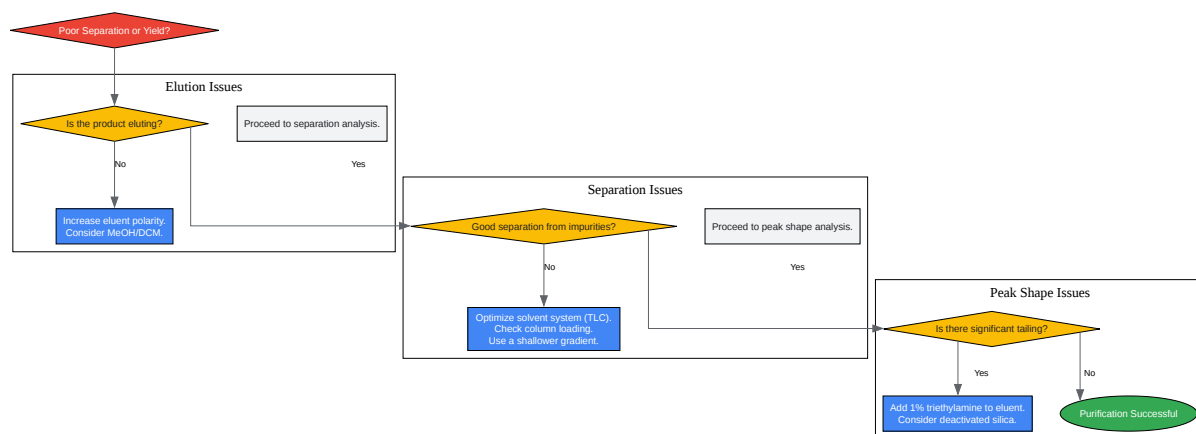 Poor Separation or Yield?
Elution Issues
Is the product eluting?
Proceed to separation analysis.
No
Yes
Increase eluent polarity.
Consider MeOH/DCM.
Separation Issues
Good separation from impurities?
Proceed to peak shape analysis.
No
Yes
Optimize solvent system (TLC).
Check column loading.
Use a shallower gradient.
Peak Shape Issues
Is there significant tailing?
Yes
No
Add 1% triethylamine to eluent.
Consider deactivated silica.
Purification Successful